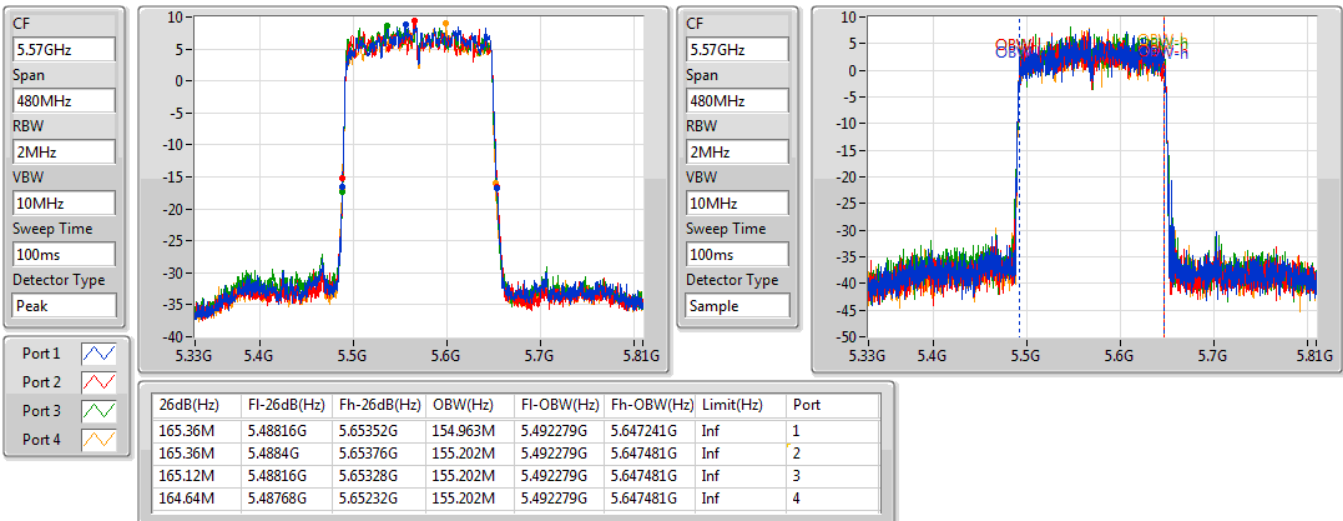 CF
5.57GHz
Span
480MHz
RBW
2MHz
VBW
10MHz
Sweep Time
100ms
Detector Type
Peak
10
5
0
-5
-10
-15
-20
-25
-30
-35
-40
5.33G 5.4G 5.5G 5.6G 5.7G 5.81G
CF
5.57GHz
Span
480MHz
RBW
2MHz
VBW
10MHz
Sweep Time
100ms
Detector Type
Sample
10
5
0
-5
-10
-15
-20
-25
-30
-35
-40
-45
-50
5.33G 5.4G 5.5G 5.6G 5.7G 5.81G
Port 1
Port 2
Port 3
Port 4
26dB(Hz) Fl-26dB(Hz) Fh-26dB(Hz) OBW(Hz) Fl-OBW(Hz) Fh-OBW(Hz) Limit(Hz) Port
165.36M 5.48816G 5.65352G 154.963M 5.492279G 5.647241G Inf 1
165.36M 5.4884G 5.65376G 155.202M 5.492279G 5.647481G Inf 2
165.12M 5.48816G 5.65328G 155.202M 5.492279G 5.647481G Inf 3
164.64M 5.48768G 5.65232G 155.202M 5.492279G 5.647481G Inf 4